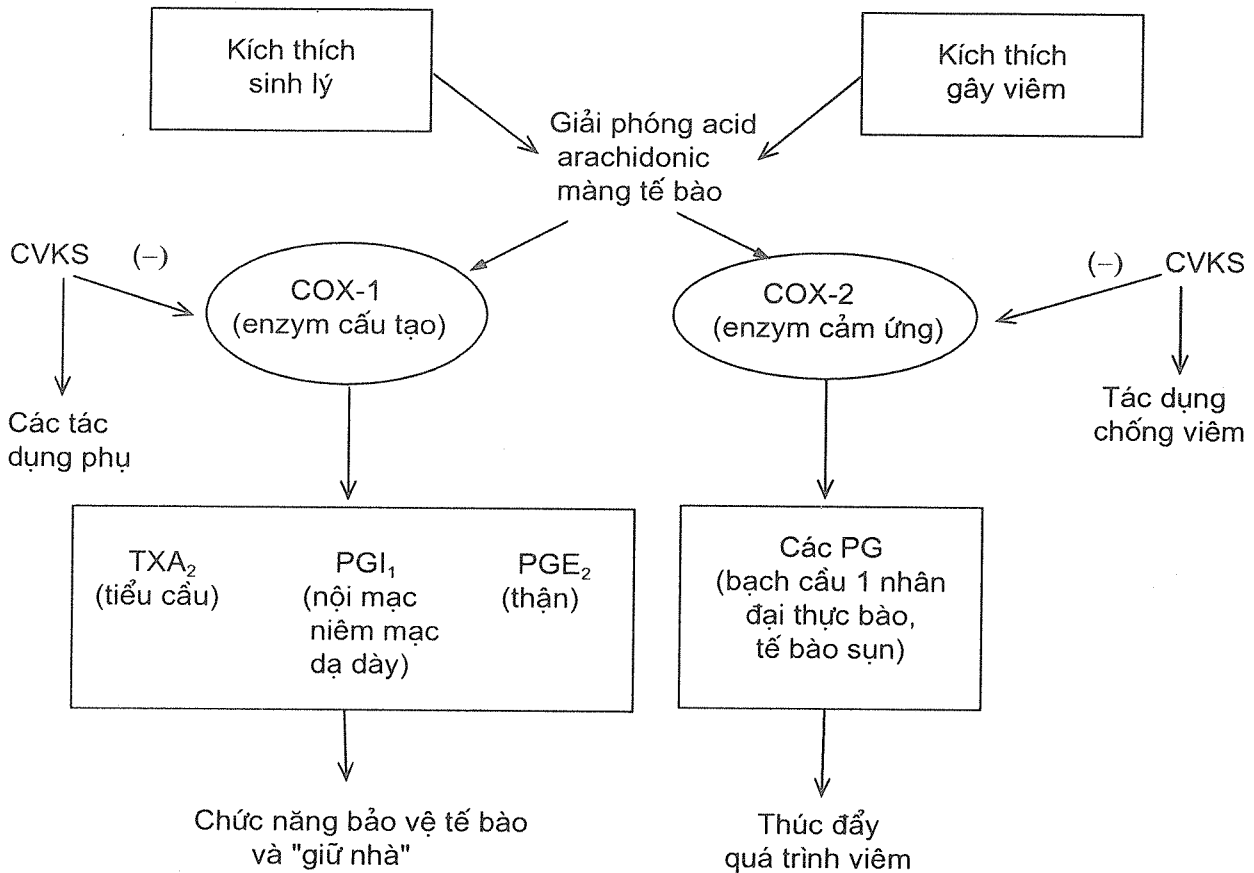 Kích thích
sinh lý
Kích thích
gây viêm
Giải phóng acid
arachidonic
màng tế bào
CVKS
(–)
COX-1
(enzym cấu tạo)
COX-2
(enzym cảm ứng)
(–)
CVKS
Các tác
dụng phụ
Tác dụng
chống viêm
TXA₂
(tiểu cầu)
PGI₁
(nội mạc
niêm mạc
dạ dày)
PGE₂
(thận)
Các PG
(bạch cầu 1 nhân
đại thực bào,
tế bào sụn)
Chức năng bảo vệ tế bào
và "giữ nhà"
Thúc đẩy
quá trình viêm